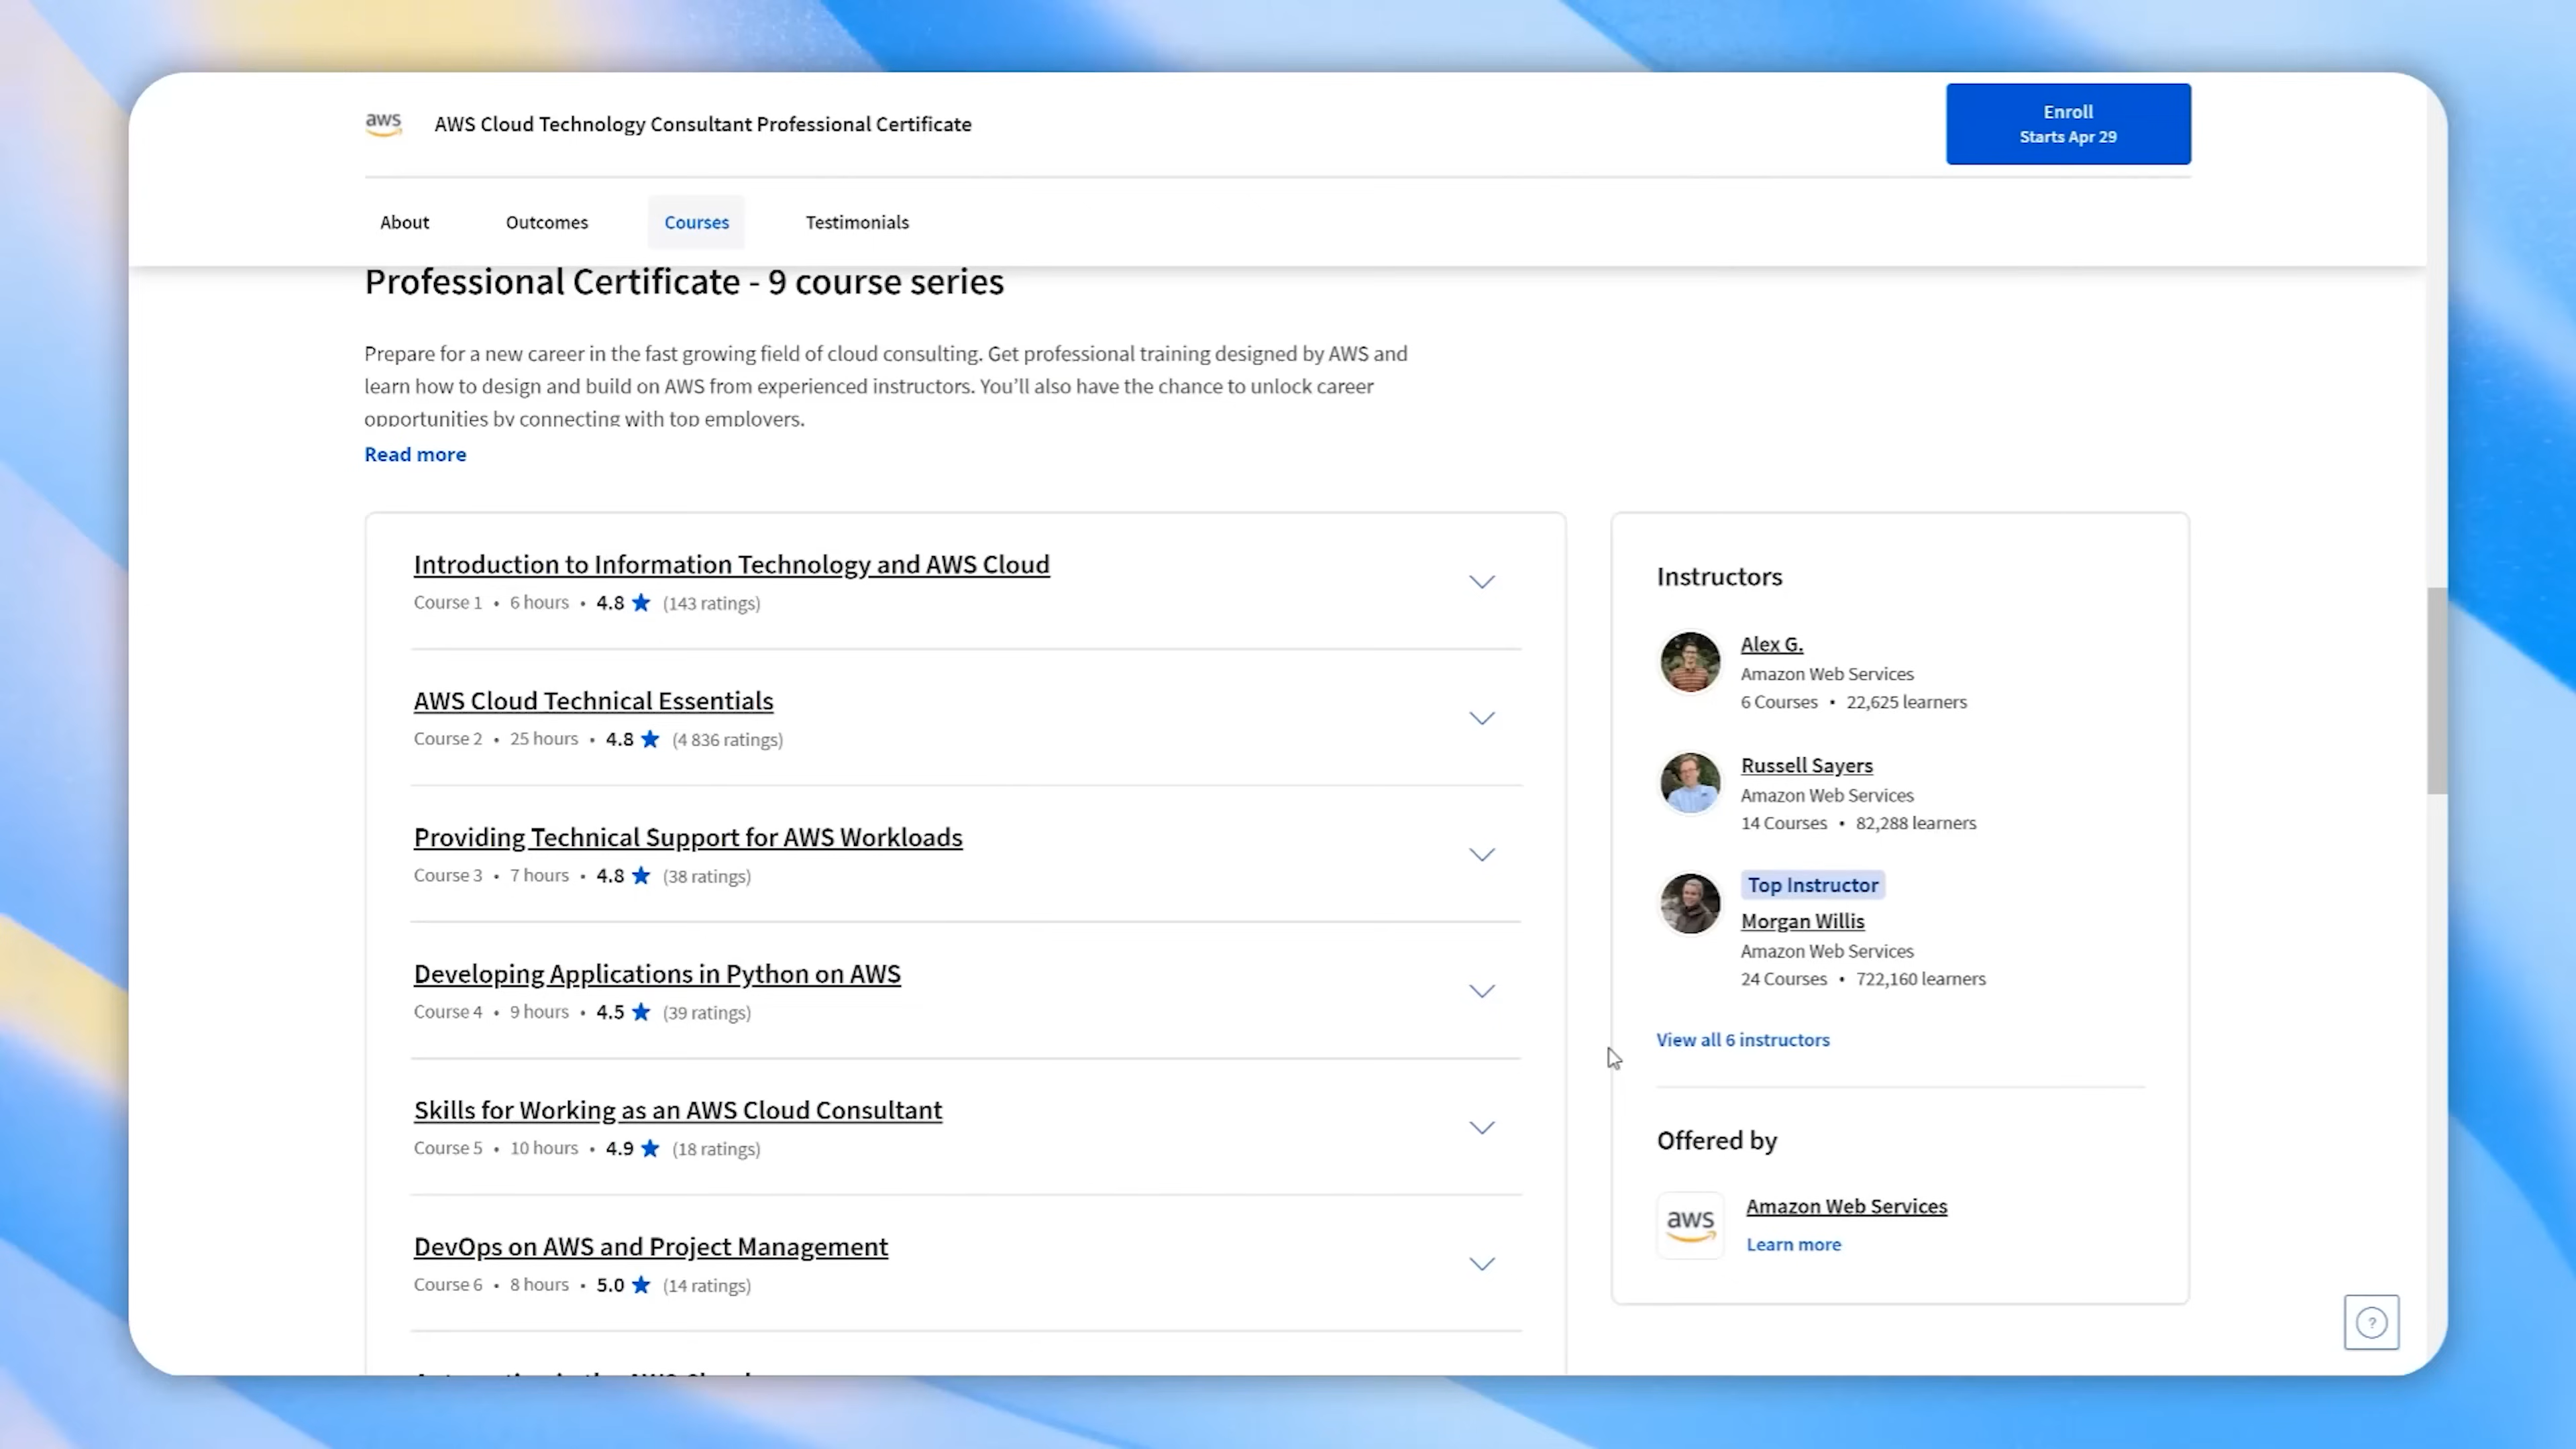 aws
AWS Cloud Technology Consultant Professional Certificate
Enroll
Starts Apr 29
About
Outcomes
Courses
Testimonials
Professional Certificate - 9 course series
Prepare for a new career in the fast growing field of cloud consulting. Get professional training designed by AWS and
learn how to design and build on AWS from experienced instructors. You'll also have the chance to unlock career
opportunities by connecting with top employers.
Read more
Introduction to Information Technology and AWS Cloud
Course 1 • 6 hours • 4.8 ★ (143 ratings)
AWS Cloud Technical Essentials
Course 2 • 25 hours • 4.8 ★ (4 836 ratings)
Providing Technical Support for AWS Workloads
Course 3 • 7 hours • 4.8 ★ (38 ratings)
Developing Applications in Python on AWS
Course 4 • 9 hours • 4.5 ★ (39 ratings)
Skills for Working as an AWS Cloud Consultant
Course 5 • 10 hours • 4.9 ★ (18 ratings)
DevOps on AWS and Project Management
Course 6 • 8 hours • 5.0 ★ (14 ratings)
Instructors
Alex G.
Amazon Web Services
6 Courses • 22,625 learners
Russell Sayers
Amazon Web Services
14 Courses • 82,288 learners
Top Instructor
Morgan Willis
Amazon Web Services
24 Courses • 722,160 learners
View all 6 instructors
Offered by
aws
Amazon Web Services
Learn more
?